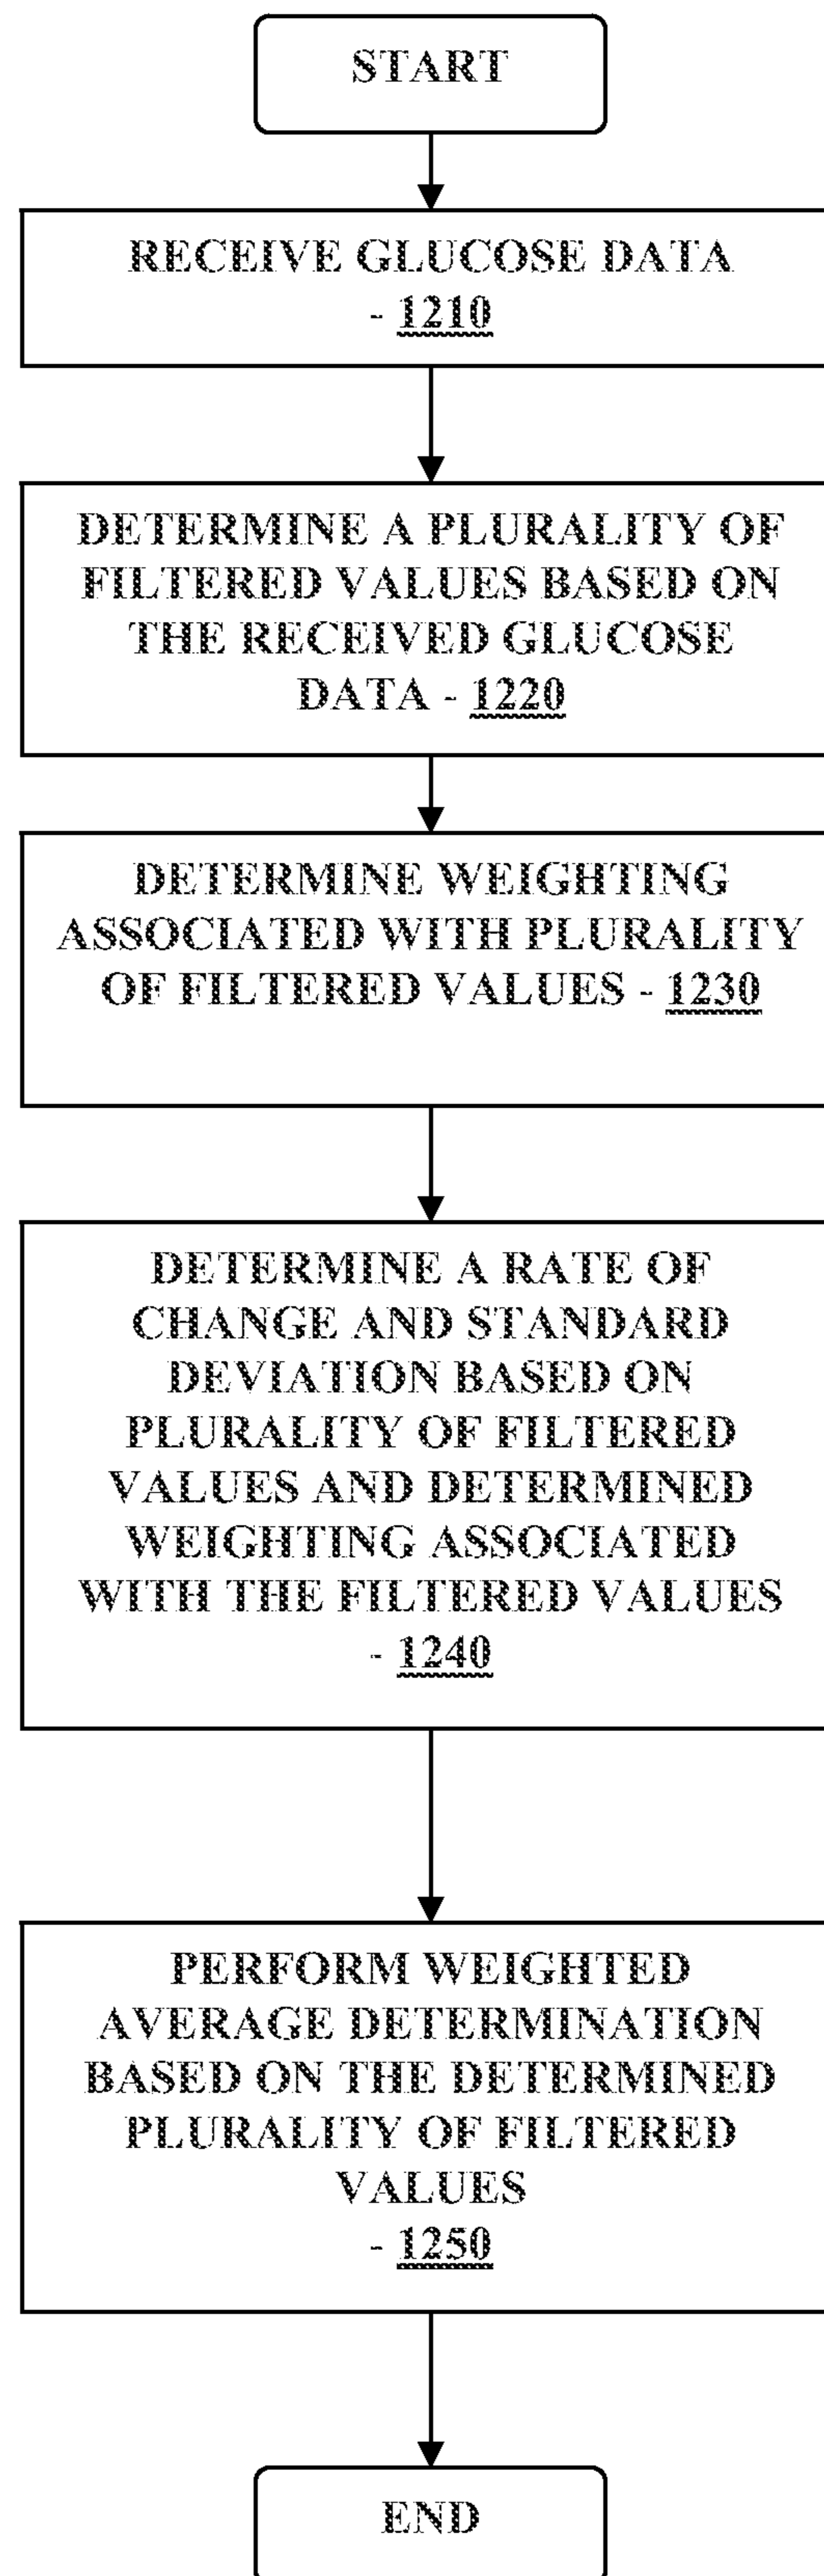 START
RECEIVE GLUCOSE DATA
- 1210
DETERMINE A PLURALITY OF
FILTERED VALUES BASED ON
THE RECEIVED GLUCOSE
DATA - 1220
DETERMINE WEIGHTING
ASSOCIATED WITH PLURALITY
OF FILTERED VALUES - 1230
DETERMINE A RATE OF
CHANGE AND STANDARD
DEVIATION BASED ON
PLURALITY OF FILTERED
VALUES AND DETERMINED
WEIGHTING ASSOCIATED
WITH THE FILTERED VALUES
- 1240
PERFORM WEIGHTED
AVERAGE DETERMINATION
BASED ON THE DETERMINED
PLURALITY OF FILTERED
VALUES
- 1250
END